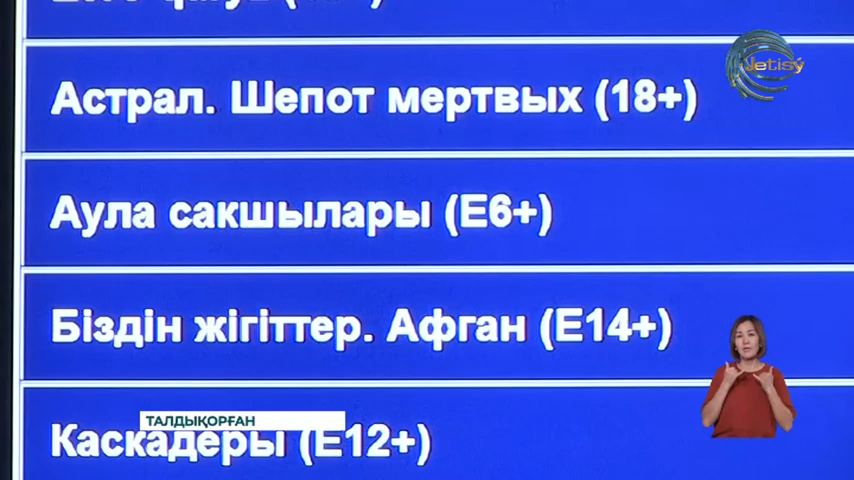 Jetisý
Астрал. Шепот мертвых (18+)
Аула сакшылары (Е6+)
Біздін жігіттер. Афган (Е14+)
ТАЛДЫҚОРҒАН
Каскадеры (Е12+)